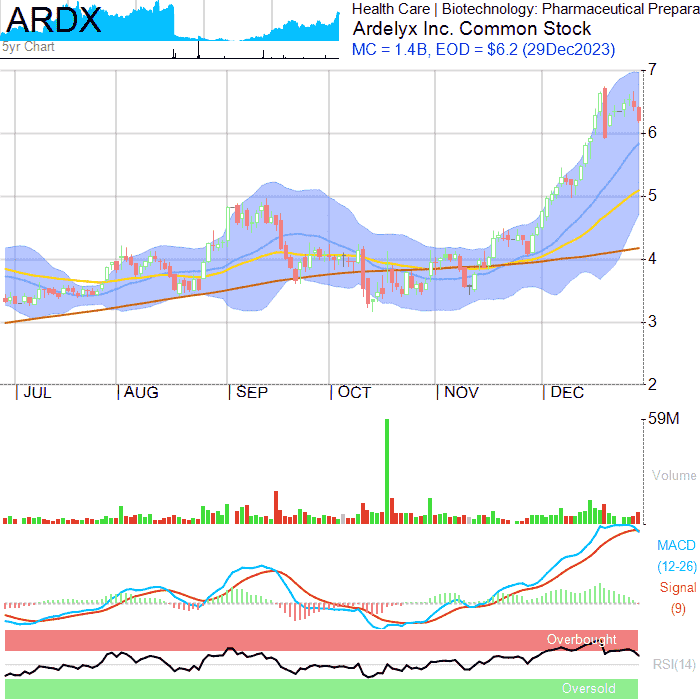 ARDX
5yr Chart
Health Care | Biotechnology: Pharmaceutical Prepara
Ardelyx Inc. Common Stock
MC = 1.4B, EOD = $6.2 (29Dec2023)
7
6
5
4
3
2
JUL AUG SEP OCT NOV DEC
59M
Volume
MACD
(12-26)
Signal
(9)
Overbought
RSI(14)
Oversold